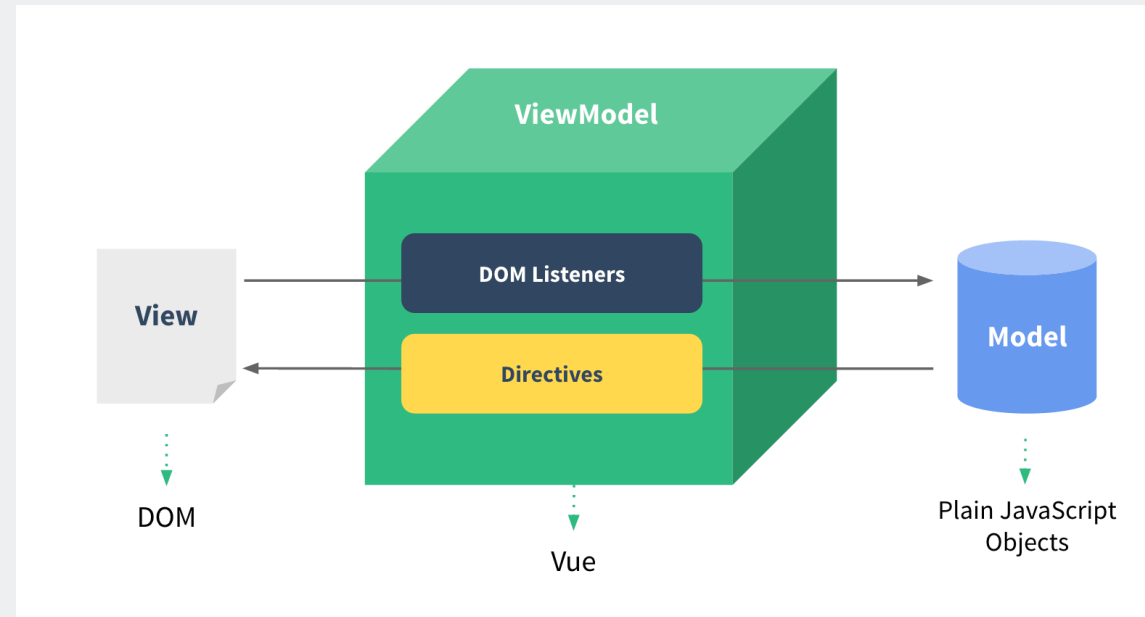 ViewModel
DOM Listeners
View
Model
Directives
DOM
Plain JavaScript
Objects
Vue